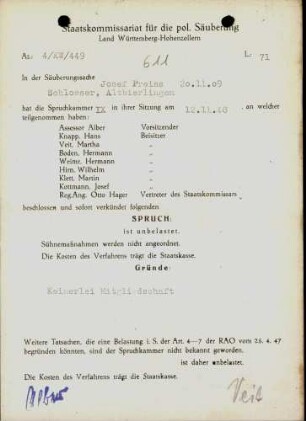 Staatskommissariat für die pol. Säuberung
Land Württemberg-Hohenzollern
Az: 4/XII/449
611
L. 71
In der Säuberungssache Josef Freins 20.11.09
Schlosser, Altbierlingen
hat die Spruchkammer IX in ihrer Sitzung am 12.11.48, an welcher
teilgenommen haben:
Assessor Alber Vorsitzender
Knapp, Hans Beisitzer
Veit, Martha "
Boden, Hermann "
Weintz, Hermann "
Hirn, Wilhelm "
Klett, Martin "
Kottmann, Josef "
Reg.Ang. Otto Hager Vertreter des Staatskommissars
beschlossen und sofort verkündet folgenden
SPRUCH:
ist unbelastet.
Sühnemaßnahmen werden nicht angeordnet.
Die Kosten des Verfahrens trägt die Staatskasse.
Gründe:
Keinerlei Mitgliedschaft
Weitere Tatsachen, die eine Belastung i. S. der Art. 4—7 der RAO vom 25. 4. 47
begründen könnten, sind der Spruchkammer nicht bekannt geworden.
ist daher unbelastet.
Die Kosten des Verfahrens trägt die Staatskasse.
Alber
Veit